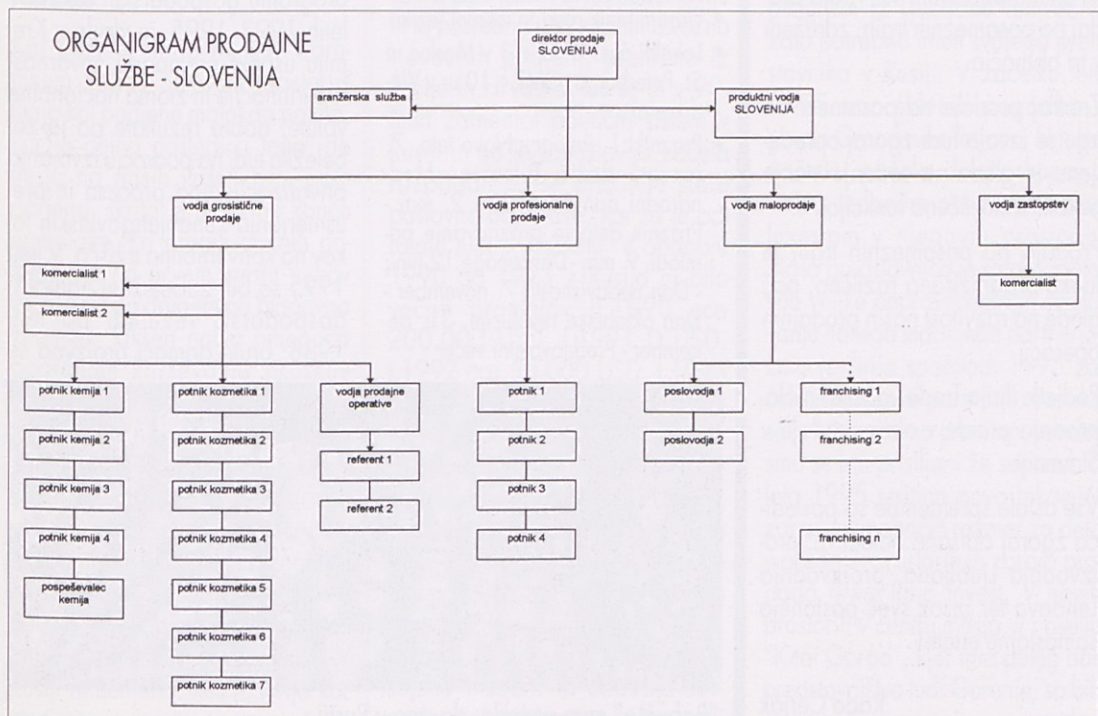 ORGANIGRAM PRODAJNE
SLUŽBE - SLOVENIJA
direktor prodaje
SLOVENIJA
aranžerska služba
produktni vodja
SLOVENIJA
vodja grosistične
prodaje
vodja profesionalne
prodaje
vodja maloprodaje
vodja zastopstev
komercialist 1
komercialist 2
komercialist
potnik kemija 1
potnik kemija 2
potnik kemija 3
potnik kemija 4
pospeševalec
kemija
potnik kozmetika 1
potnik kozmetika 2
potnik kozmetika 3
potnik kozmetika 4
potnik kozmetika 5
potnik kozmetika 6
potnik kozmetika 7
vodja prodajne
operative
referent 1
referent 2
potnik 1
potnik 2
potnik 3
potnik 4
poslovodja 1
poslovodja 2
franchising 1
franchising 2
franchising n